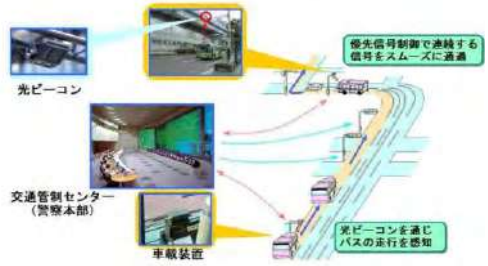 優先信号制御で連続する
信号をスムーズに通過
光ビーコン
交通管制センター
(警察本部)
車載装置
光ビーコンを通じ
バスの走行を感知